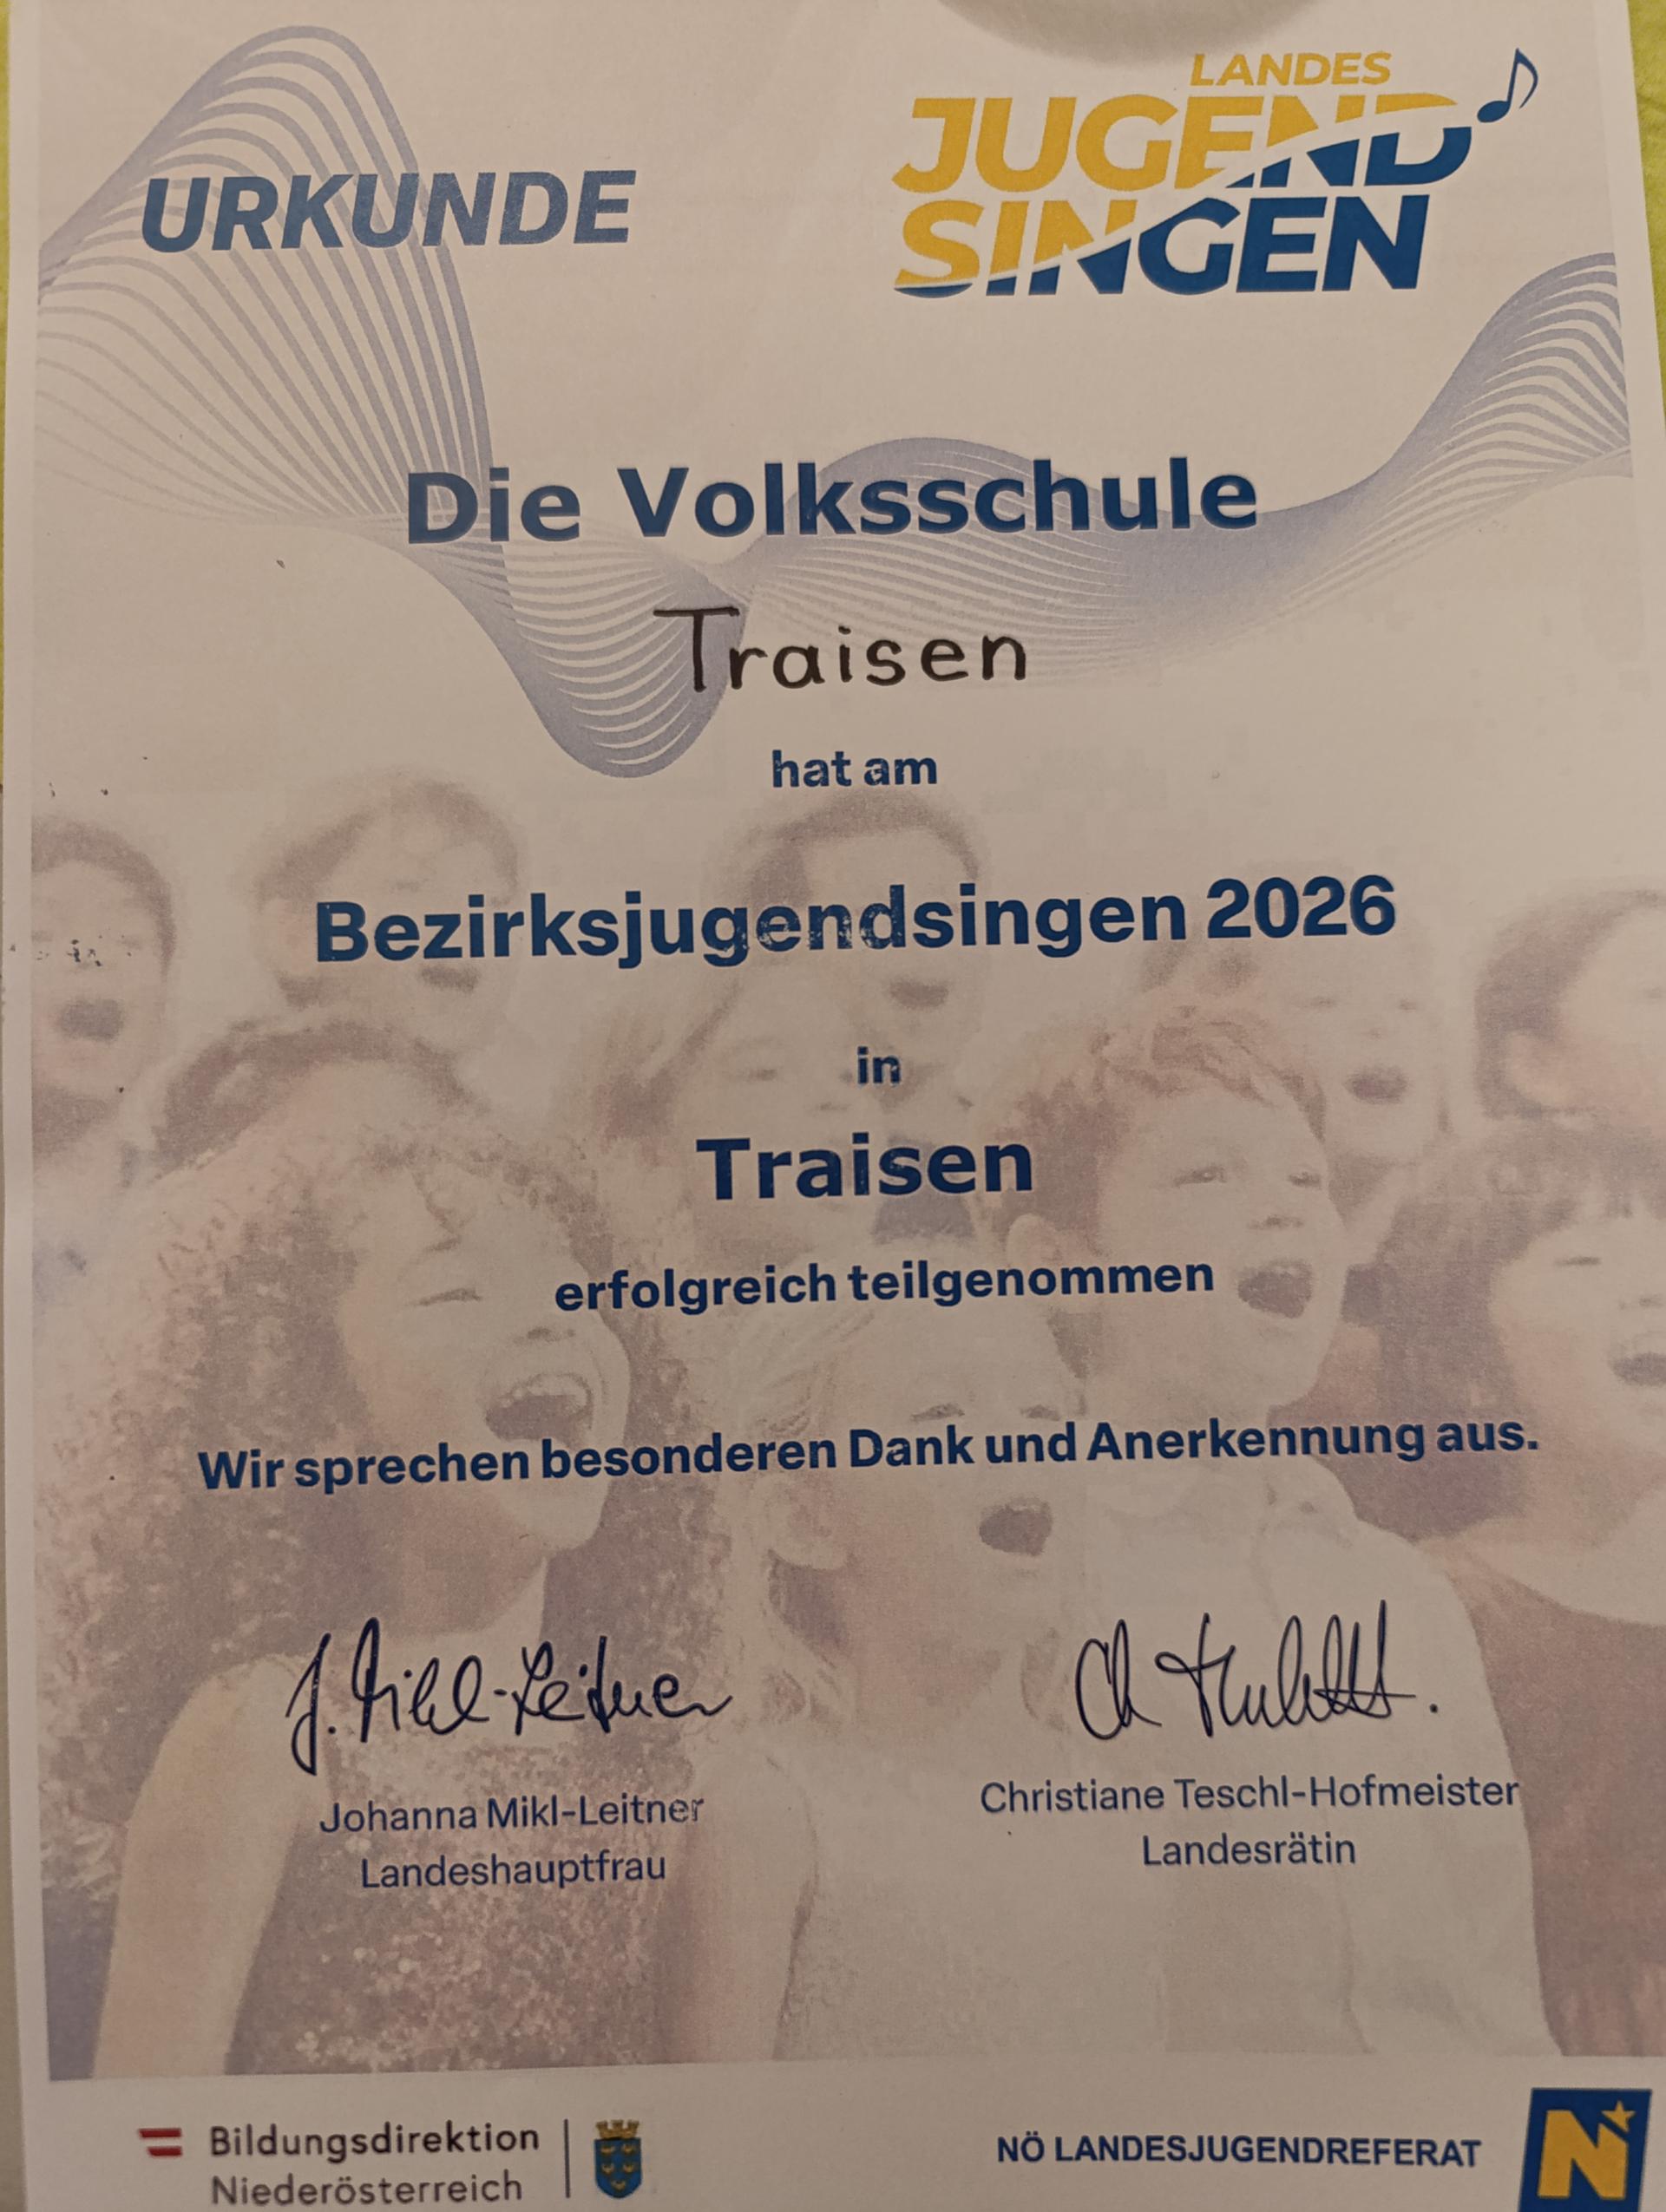 URKUNDE
LANDES
JUGEND
SINGEN
Die Volksschule
Traisen
hat am
Bezirksjugendsingen 2026
in
Traisen
erfolgreich teilgenommen
Wir sprechen besonderen Dank und Anerkennung aus.
J. Mikl-Leitner
Johanna Mikl-Leitner
Landeshauptfrau
Christiane Teschl-Hofmeister
Landesrätin
Bildungsdirektion
Niederösterreich
NÖ LANDESJUGENDREFERAT
N